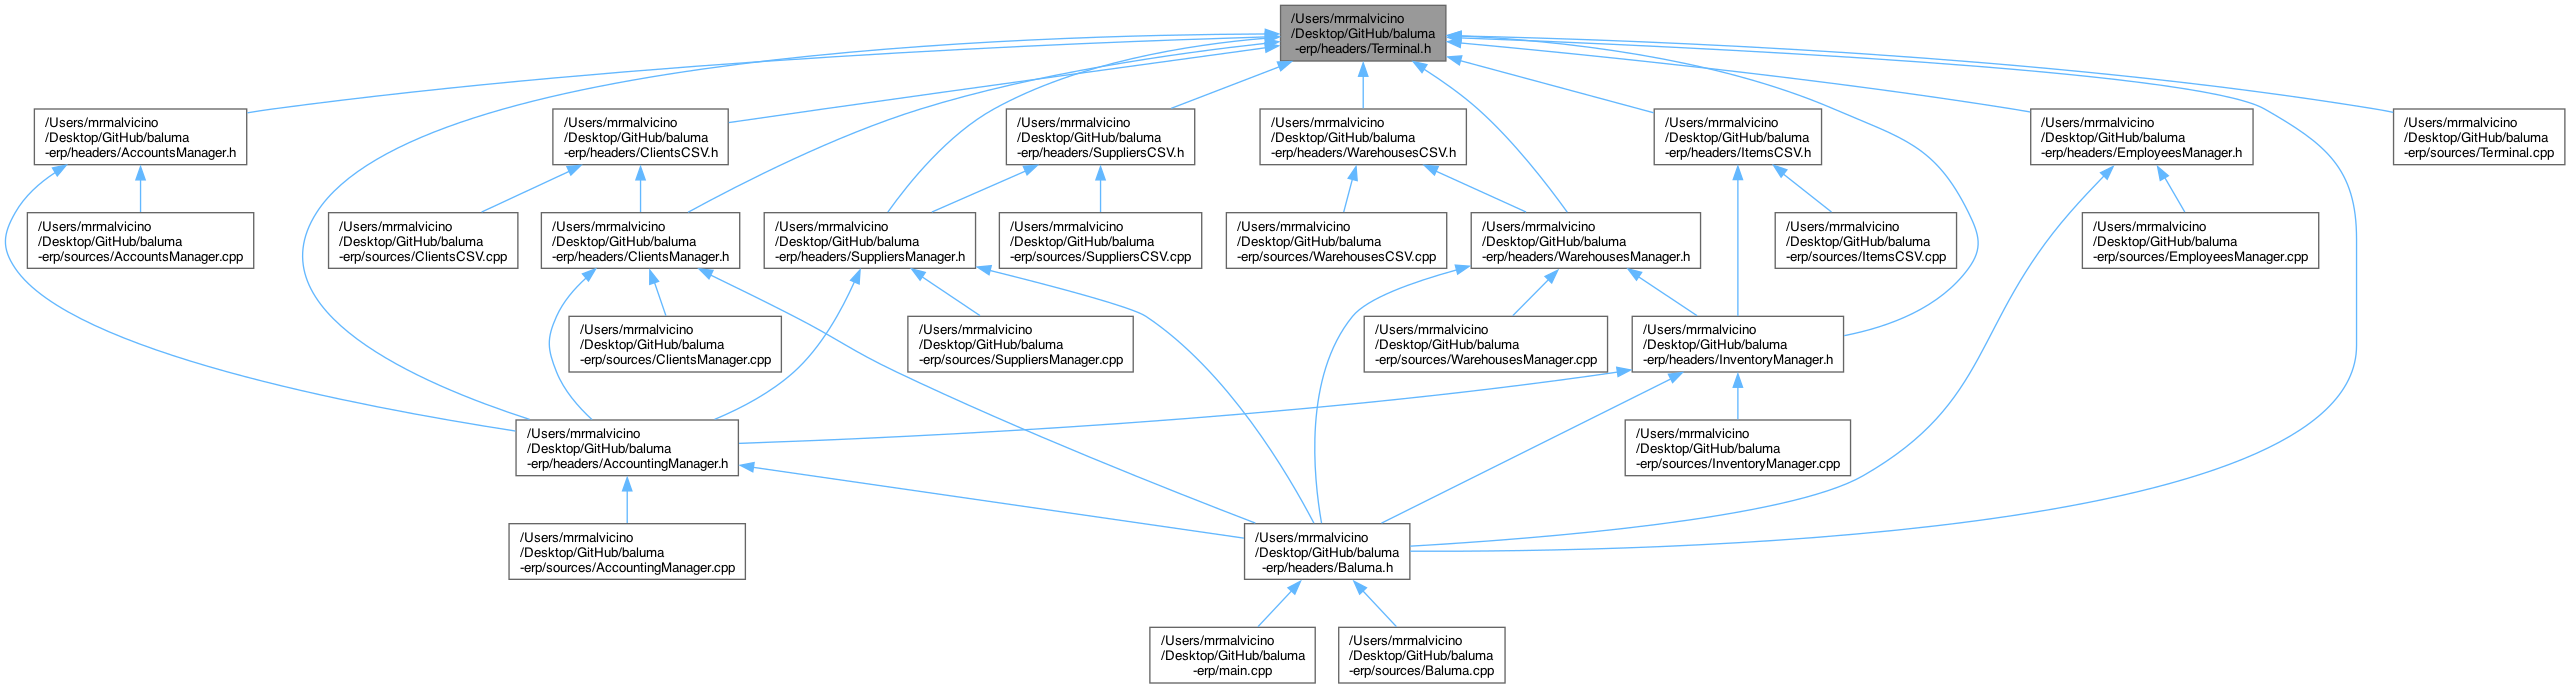 /Users/mrmalvicino
/Desktop/GitHub/baluma
-erp/headers/Terminal.h
/Users/mrmalvicino
/Desktop/GitHub/baluma
-erp/headers/AccountsManager.h
/Users/mrmalvicino
/Desktop/GitHub/baluma
-erp/headers/ClientsCSV.h
/Users/mrmalvicino
/Desktop/GitHub/baluma
-erp/headers/SuppliersCSV.h
/Users/mrmalvicino
/Desktop/GitHub/baluma
-erp/headers/WarehousesCSV.h
/Users/mrmalvicino
/Desktop/GitHub/baluma
-erp/headers/ItemsCSV.h
/Users/mrmalvicino
/Desktop/GitHub/baluma
-erp/headers/EmployeesManager.h
/Users/mrmalvicino
/Desktop/GitHub/baluma
-erp/sources/Terminal.cpp
/Users/mrmalvicino
/Desktop/GitHub/baluma
-erp/sources/AccountsManager.cpp
/Users/mrmalvicino
/Desktop/GitHub/baluma
-erp/sources/ClientsCSV.cpp
/Users/mrmalvicino
/Desktop/GitHub/baluma
-erp/headers/ClientsManager.h
/Users/mrmalvicino
/Desktop/GitHub/baluma
-erp/headers/SuppliersManager.h
/Users/mrmalvicino
/Desktop/GitHub/baluma
-erp/sources/SuppliersCSV.cpp
/Users/mrmalvicino
/Desktop/GitHub/baluma
-erp/sources/WarehousesCSV.cpp
/Users/mrmalvicino
/Desktop/GitHub/baluma
-erp/headers/WarehousesManager.h
/Users/mrmalvicino
/Desktop/GitHub/baluma
-erp/sources/ItemsCSV.cpp
/Users/mrmalvicino
/Desktop/GitHub/baluma
-erp/sources/EmployeesManager.cpp
/Users/mrmalvicino
/Desktop/GitHub/baluma
-erp/sources/ClientsManager.cpp
/Users/mrmalvicino
/Desktop/GitHub/baluma
-erp/sources/SuppliersManager.cpp
/Users/mrmalvicino
/Desktop/GitHub/baluma
-erp/sources/WarehousesManager.cpp
/Users/mrmalvicino
/Desktop/GitHub/baluma
-erp/headers/InventoryManager.h
/Users/mrmalvicino
/Desktop/GitHub/baluma
-erp/headers/AccountingManager.h
/Users/mrmalvicino
/Desktop/GitHub/baluma
-erp/sources/InventoryManager.cpp
/Users/mrmalvicino
/Desktop/GitHub/baluma
-erp/sources/AccountingManager.cpp
/Users/mrmalvicino
/Desktop/GitHub/baluma
-erp/headers/Baluma.h
/Users/mrmalvicino
/Desktop/GitHub/baluma
-erp/main.cpp
/Users/mrmalvicino
/Desktop/GitHub/baluma
-erp/sources/Baluma.cpp